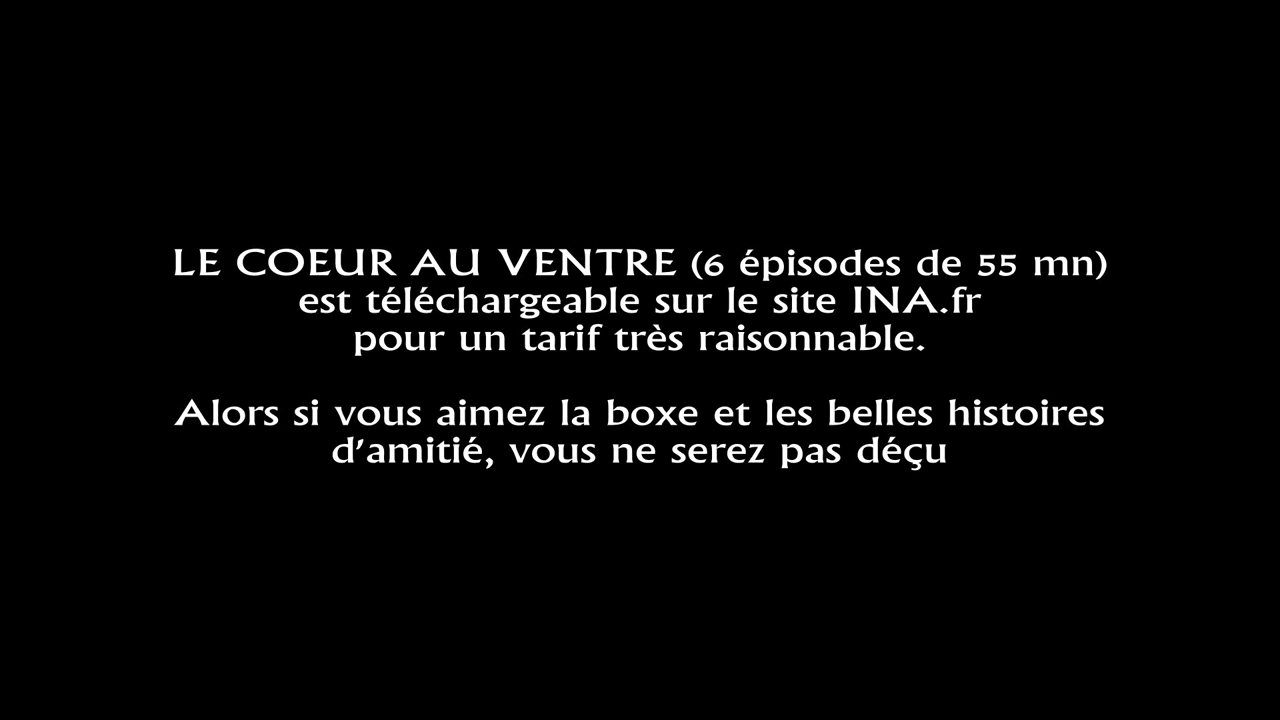 LE COEUR AU VENTRE (6 épisodes de 55 mn)
est téléchargeable sur le site INA.fr
pour un tarif très raisonnable.
Alors si vous aimez la boxe et les belles histoires
d'amitié, vous ne serez pas déçu